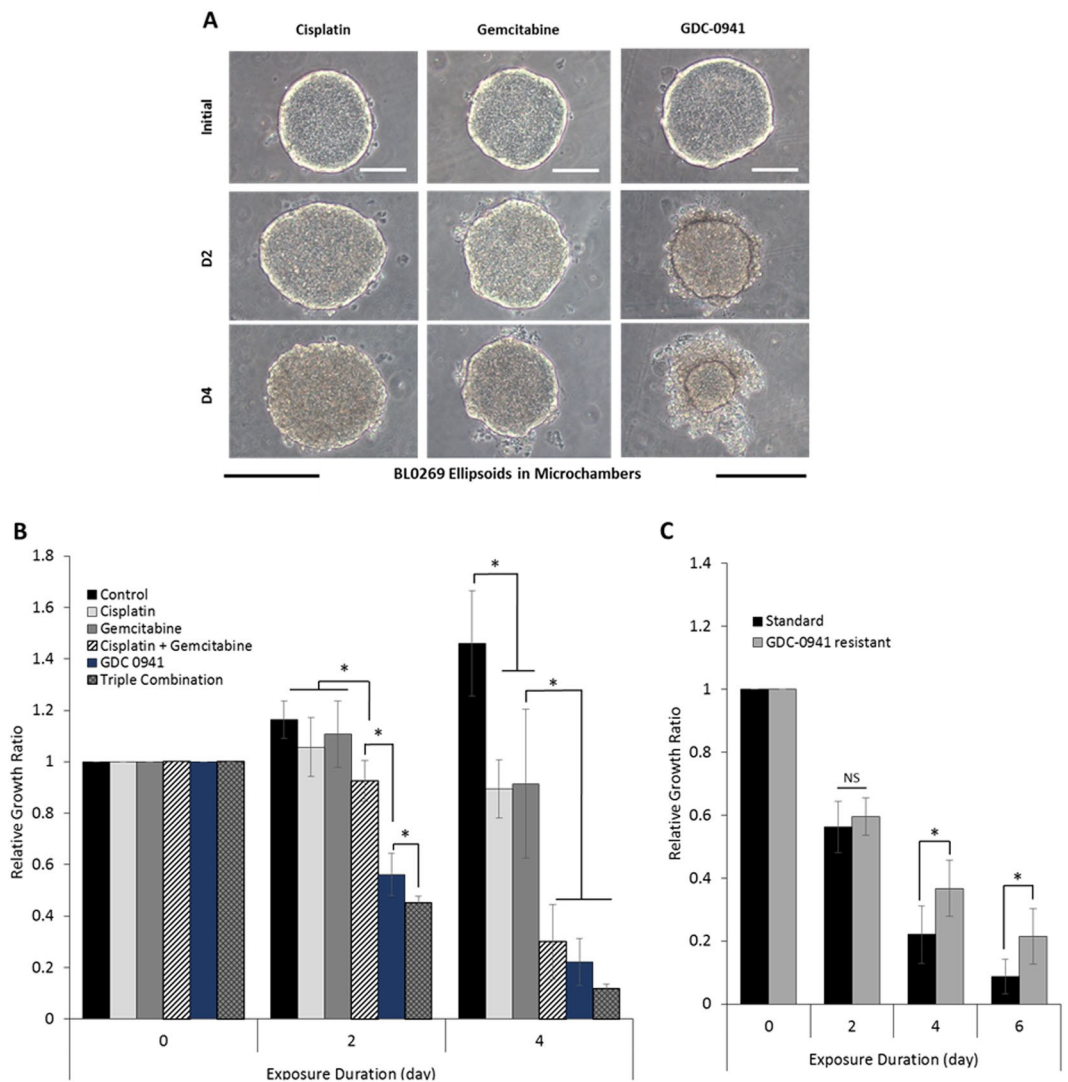 A
Cisplatin Gemcitabine GDC-0941
Initial
D2
D4
BL0269 Ellipsoids in Microchambers
B
Relative Growth Ratio
1.8
1.6
1.4
1.2
1
0.8
0.6
0.4
0.2
0
Control
Cisplatin
Gemcitabine
Cisplatin + Gemcitabine
GDC 0941
Triple Combination
*
*
*
*
*
0 2 4
Exposure Duration (day)
C
Relative Growth Ratio
1.4
1.2
1
0.8
0.6
0.4
0.2
0
Standard
GDC-0941 resistant
NS
*
*
0 2 4 6
Exposure Duration (day)